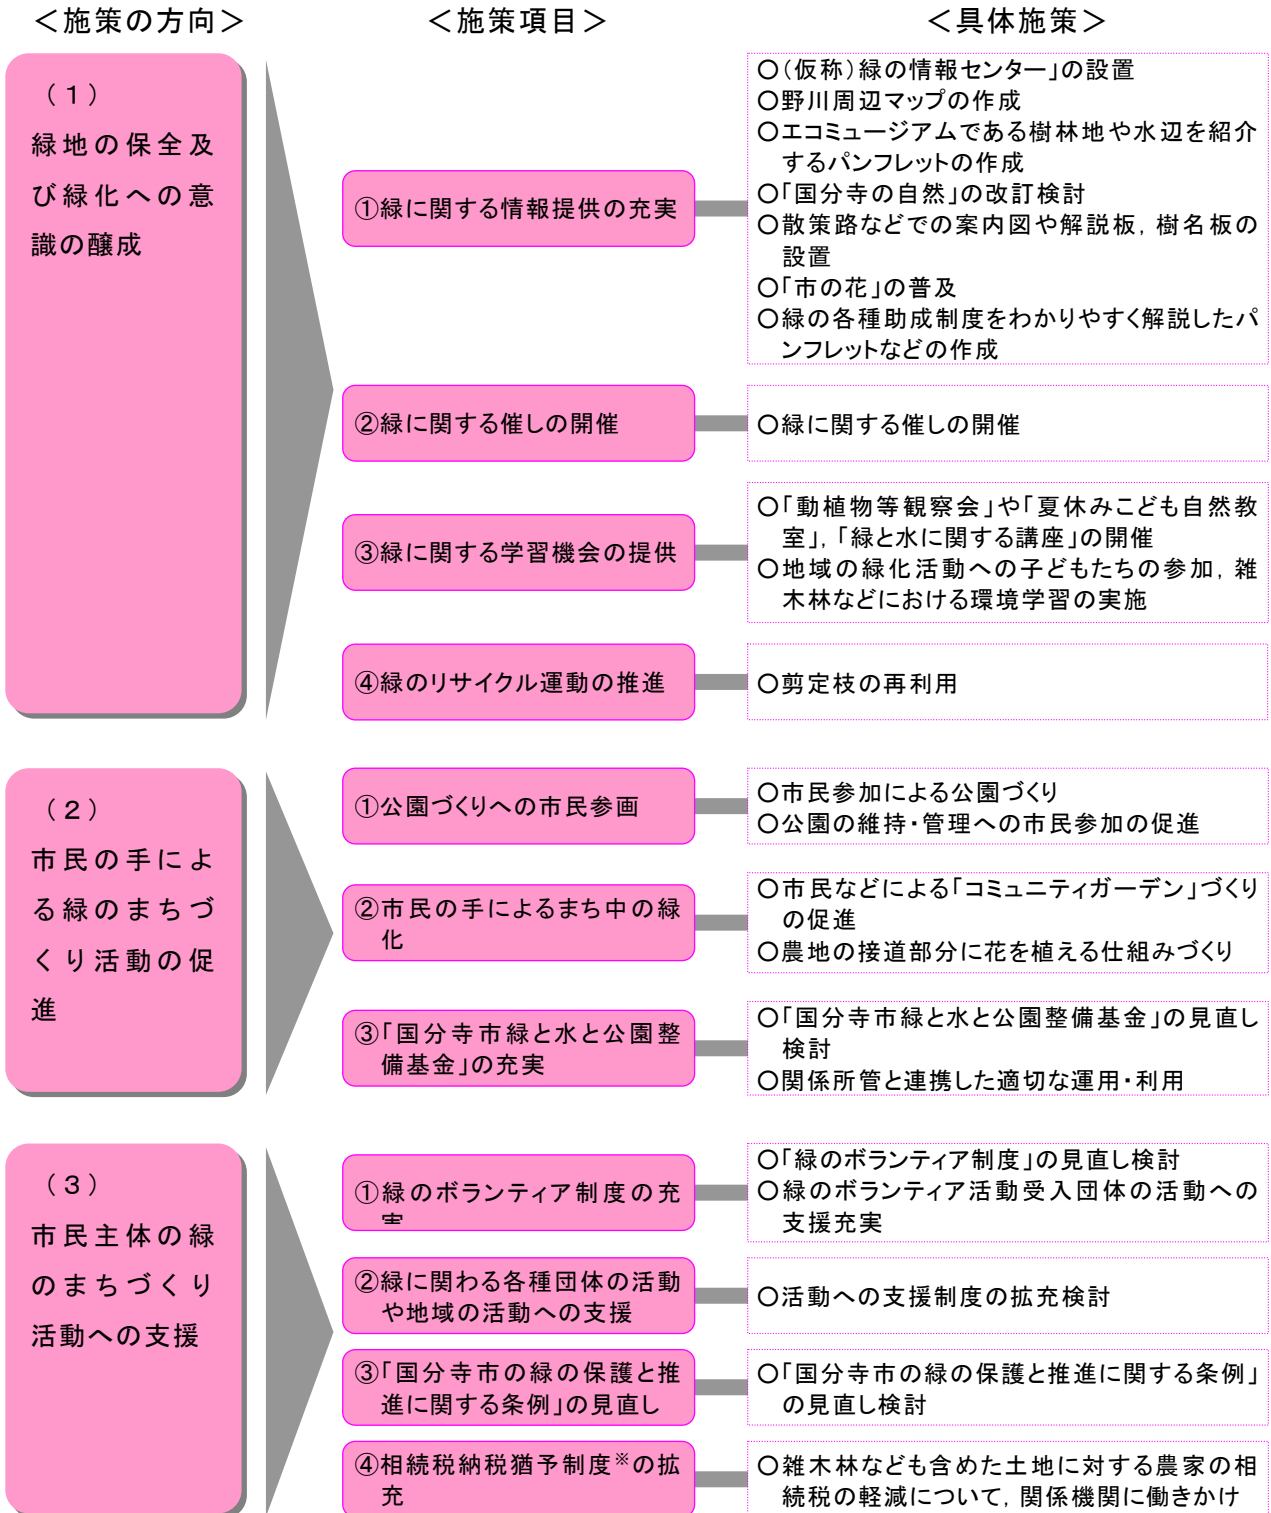 ＜施策の方向＞
＜施策項目＞
＜具体施策＞
（１）
緑地の保全及
び緑化への意
識の醸成
①緑に関する情報提供の充実
○（仮称）緑の情報センター」の設置
○野川周辺マップの作成
○エコミュージアムである樹林地や水辺を紹介
するパンフレットの作成
○「国分寺の自然」の改訂検討
○散策路などでの案内図や解説板，樹名板の
設置
○「市の花」の普及
○緑の各種助成制度をわかりやすく解説したパ
ンフレットなどの作成
②緑に関する催しの開催
○緑に関する催しの開催
③緑に関する学習機会の提供
○「動植物等観察会」や「夏休みこども自然教
室」，「緑と水に関する講座」の開催
○地域の緑化活動への子どもたちの参加，雑
木林などにおける環境学習の実施
④緑のリサイクル運動の推進
○剪定枝の再利用
（２）
市民の手によ
る緑のまちづ
くり活動の促
進
①公園づくりへの市民参画
○市民参加による公園づくり
○公園の維持・管理への市民参加の促進
②市民の手によるまち中の緑
化
○市民などによる「コミュニティガーデン」づくり
の促進
○農地の接道部分に花を植える仕組みづくり
③「国分寺市緑と水と公園整
備基金」の充実
○「国分寺市緑と水と公園整備基金」の見直し
検討
○関係所管と連携した適切な運用・利用
（３）
市民主体の緑
のまちづくり
活動への支援
①緑のボランティア制度の充
実
○「緑のボランティア制度」の見直し検討
○緑のボランティア活動受入団体の活動への
支援充実
②緑に関わる各種団体の活動
や地域の活動への支援
○活動への支援制度の拡充検討
③「国分寺市の緑の保護と推
進に関する条例」の見直し
○「国分寺市の緑の保護と推進に関する条例」
の見直し検討
④相続税納税猶予制度※の拡
充
○雑木林なども含めた土地に対する農家の相
続税の軽減について，関係機関に働きかけ